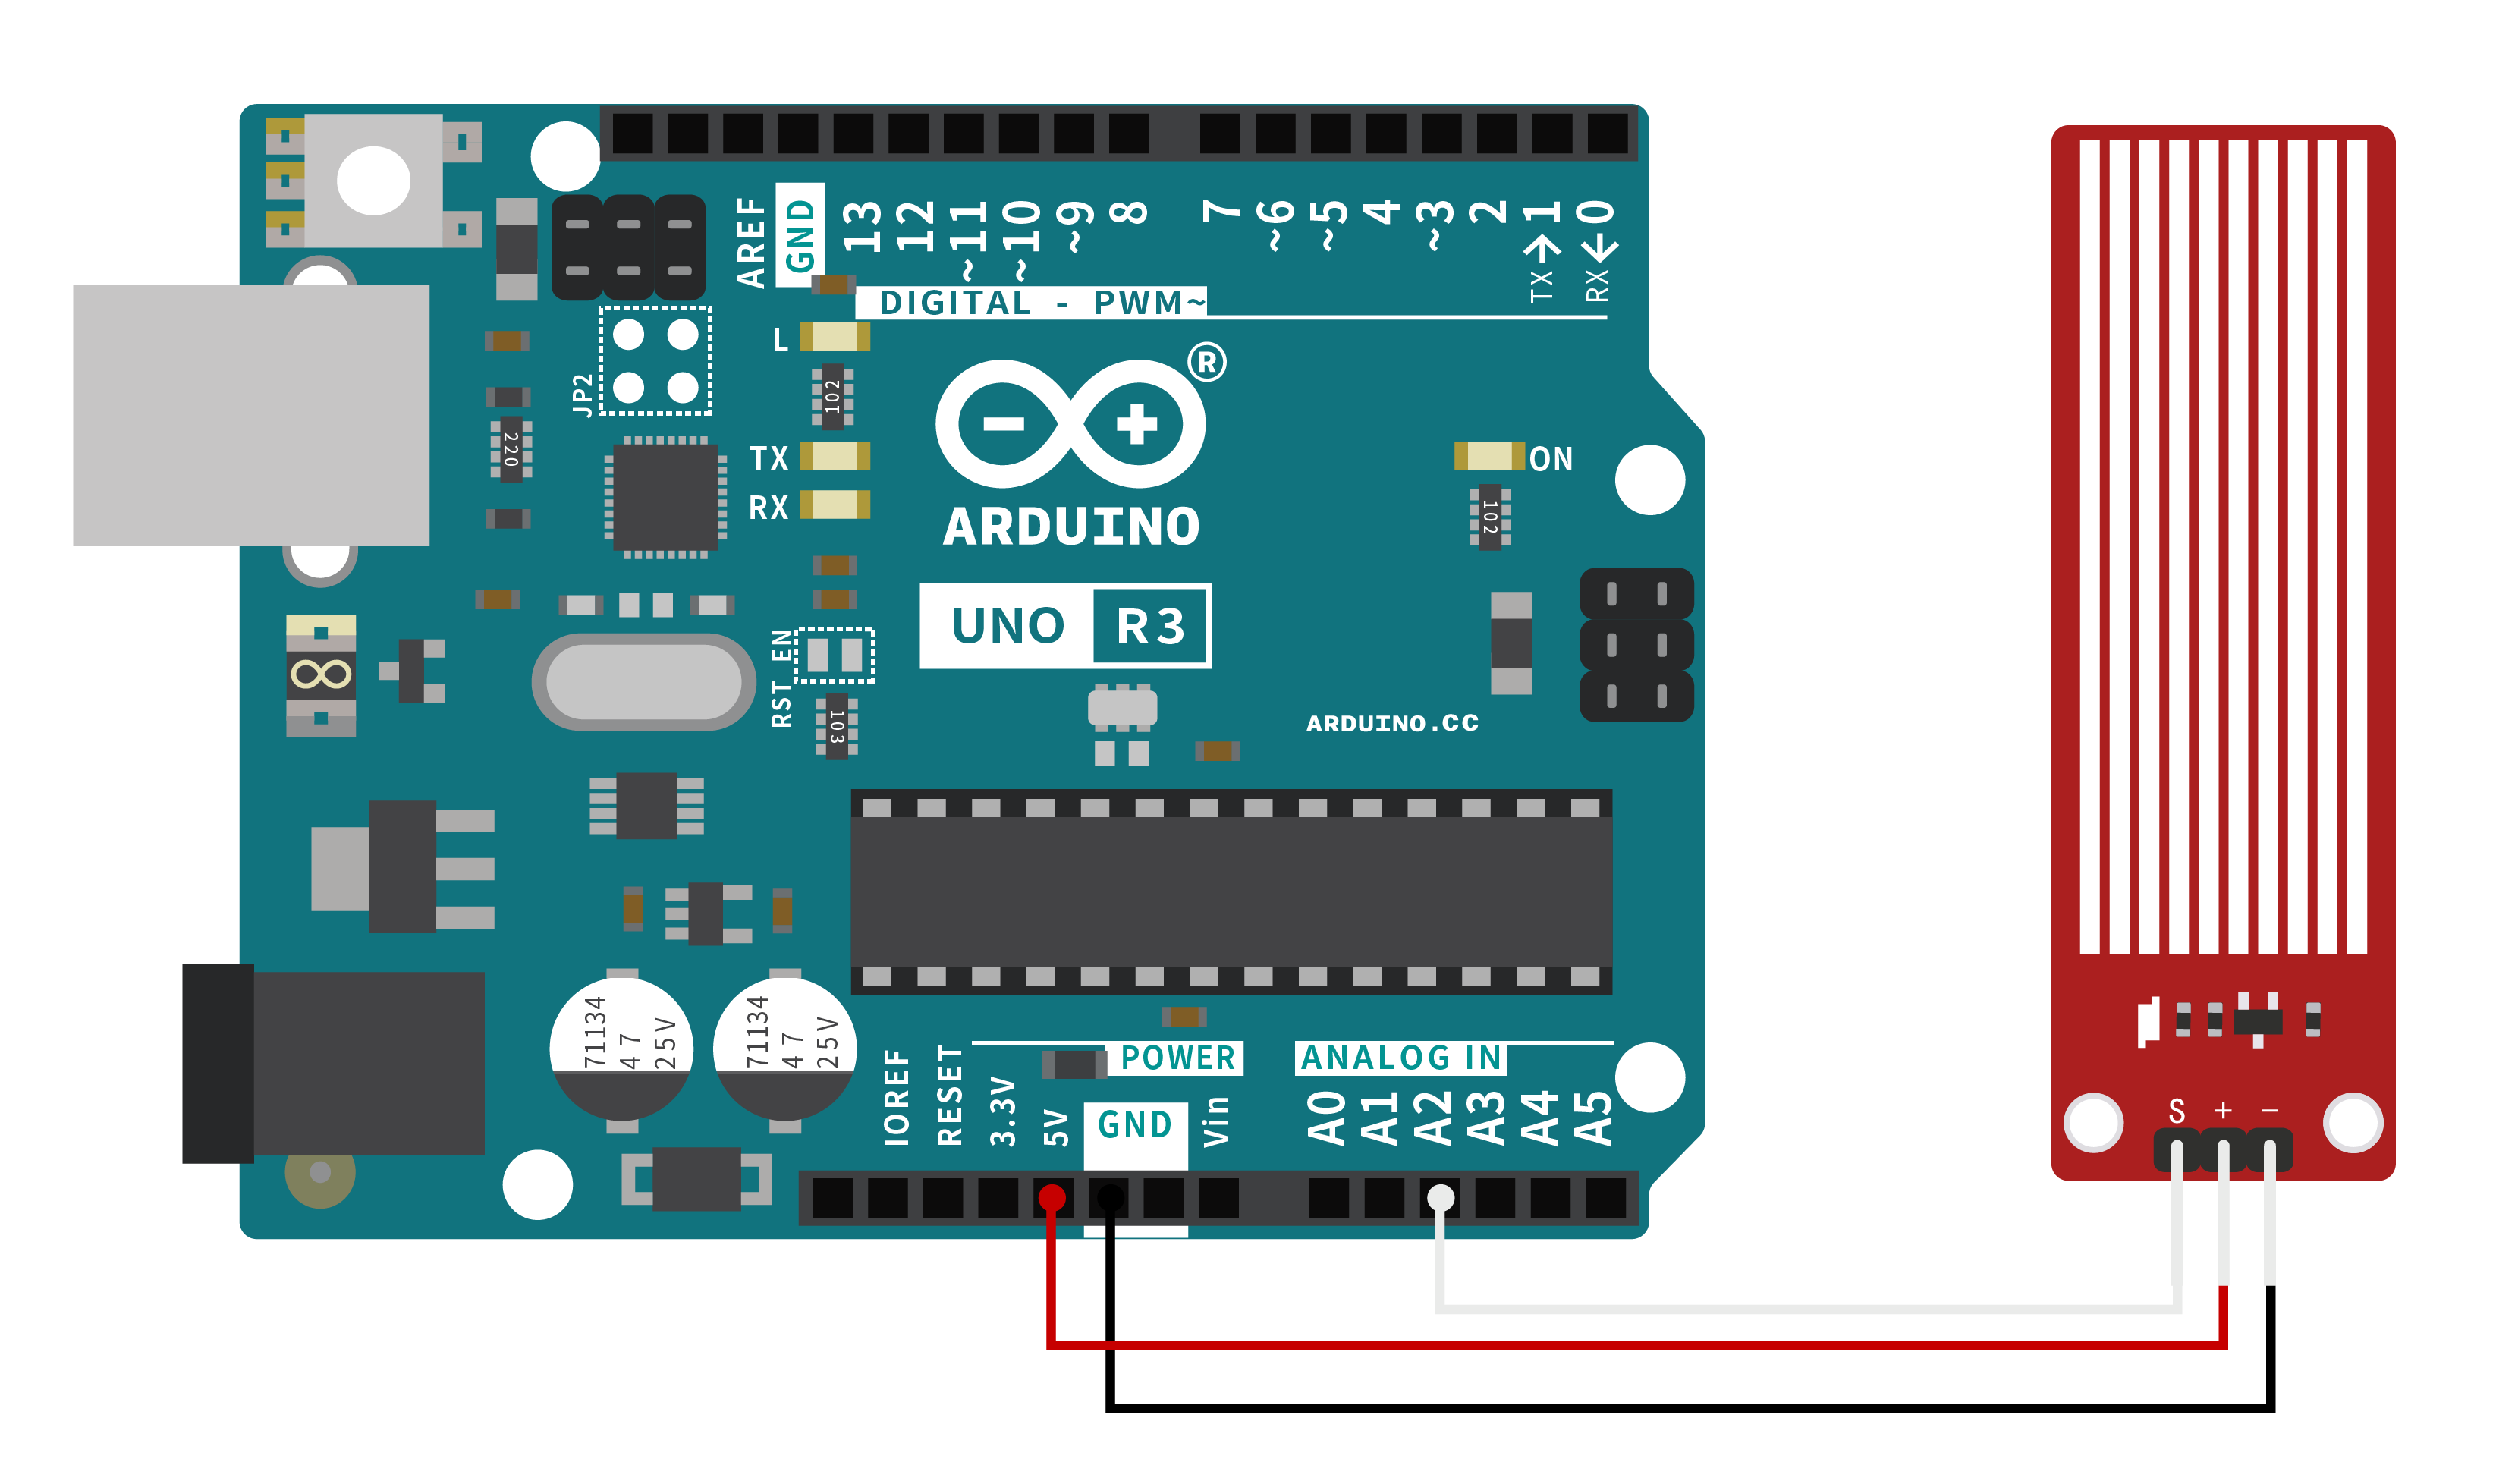 AREF
GND
13
12
~11
~10
~9
8
7
~6
~5
4
~3
2
TX→1
RX←0
DIGITAL - PWM~
L
®
JP2
102
220
TX
RX
ON
102
ARDUINO
UNO R3
RST EN
103
ARDUINO.CC
71134
47
25V
71134
47
25V
POWER
ANALOG IN
IOREF
RESET
3.3V
5V
GND
Vin
A0
A1
A2
A3
A4
A5
S + −